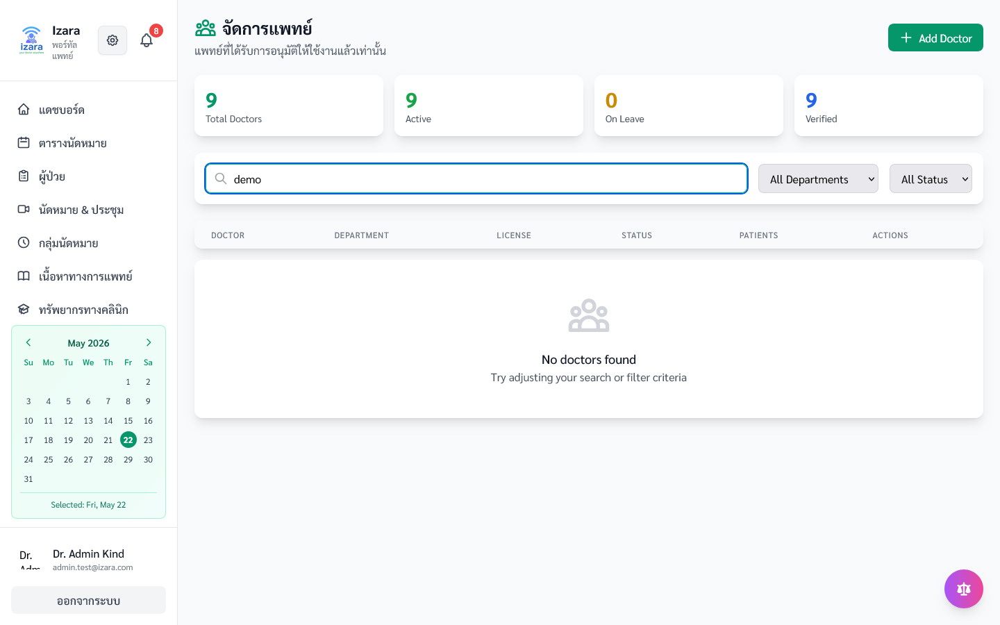 Izara
พอร์ทัล
แพทย์
8
izara
แดชบอร์ด
ตารางนัดหมาย
ผู้ป่วย
นัดหมาย & ประชุม
กลุ่มนัดหมาย
เนื้อหาทางการแพทย์
ทรัพยากรทางคลินิก
May 2026
Su Mo Tu We Th Fr Sa
1 2
3 4 5 6 7 8 9
10 11 12 13 14 15 16
17 18 19 20 21 22 23
24 25 26 27 28 29 30
31
Selected: Fri, May 22
Dr.
Dr. Admin Kind
admin.test@izara.com
ออกจากระบบ
จัดการแพทย์
แพทย์ที่ได้รับการอนุมัติให้ใช้งานแล้วเท่านั้น
Add Doctor
9
Total Doctors
9
Active
0
On Leave
9
Verified
demo
All Departments
All Status
DOCTOR DEPARTMENT LICENSE STATUS PATIENTS ACTIONS
No doctors found
Try adjusting your search or filter criteria